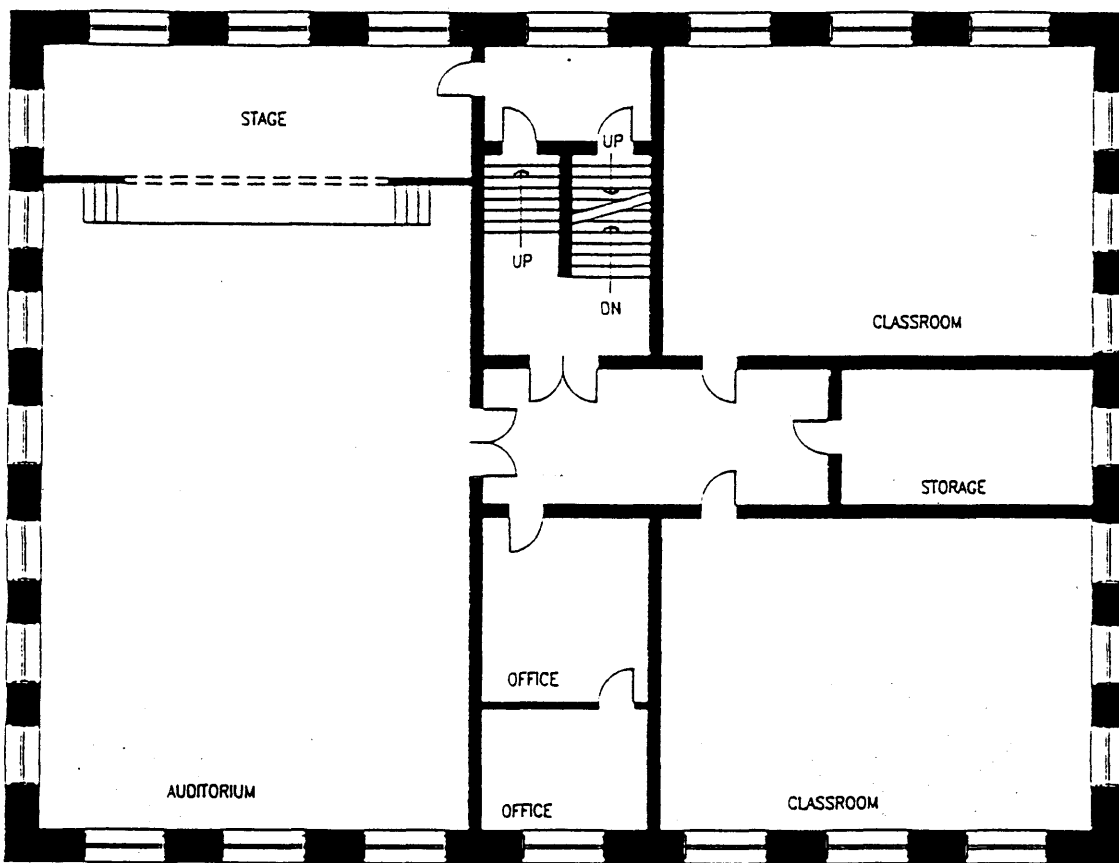 STAGE
UP
UP
DN
CLASSROOM
STORAGE
OFFICE
AUDITORIUM
OFFICE
CLASSROOM